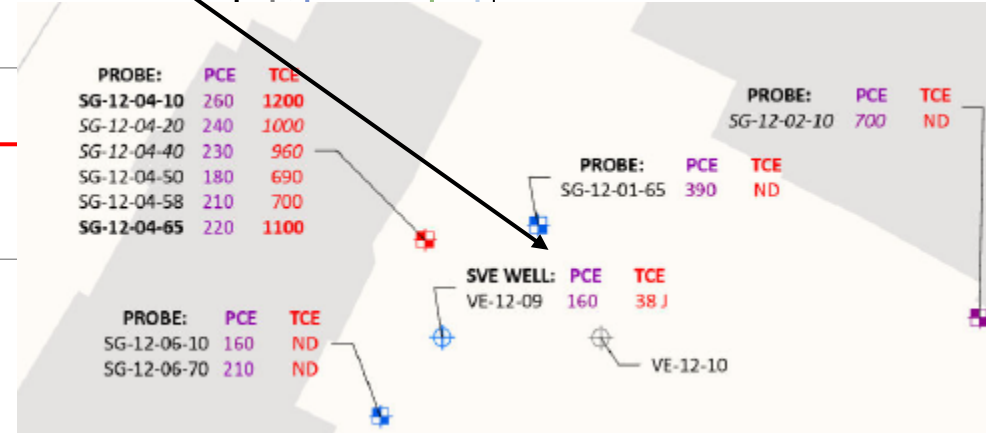 PROBE: PCE TCE
SG-12-04-10 260 1200
SG-12-04-20 240 1000
SG-12-04-40 230 960
SG-12-04-50 180 690
SG-12-04-58 210 700
SG-12-04-65 220 1100
PROBE: PCE TCE
SG-12-02-10 700 ND
PROBE: PCE TCE
SG-12-01-65 390 ND
SVE WELL: PCE TCE
VE-12-09 160 38 J
PROBE: PCE TCE
SG-12-06-10 160 ND
SG-12-06-70 210 ND
VE-12-10